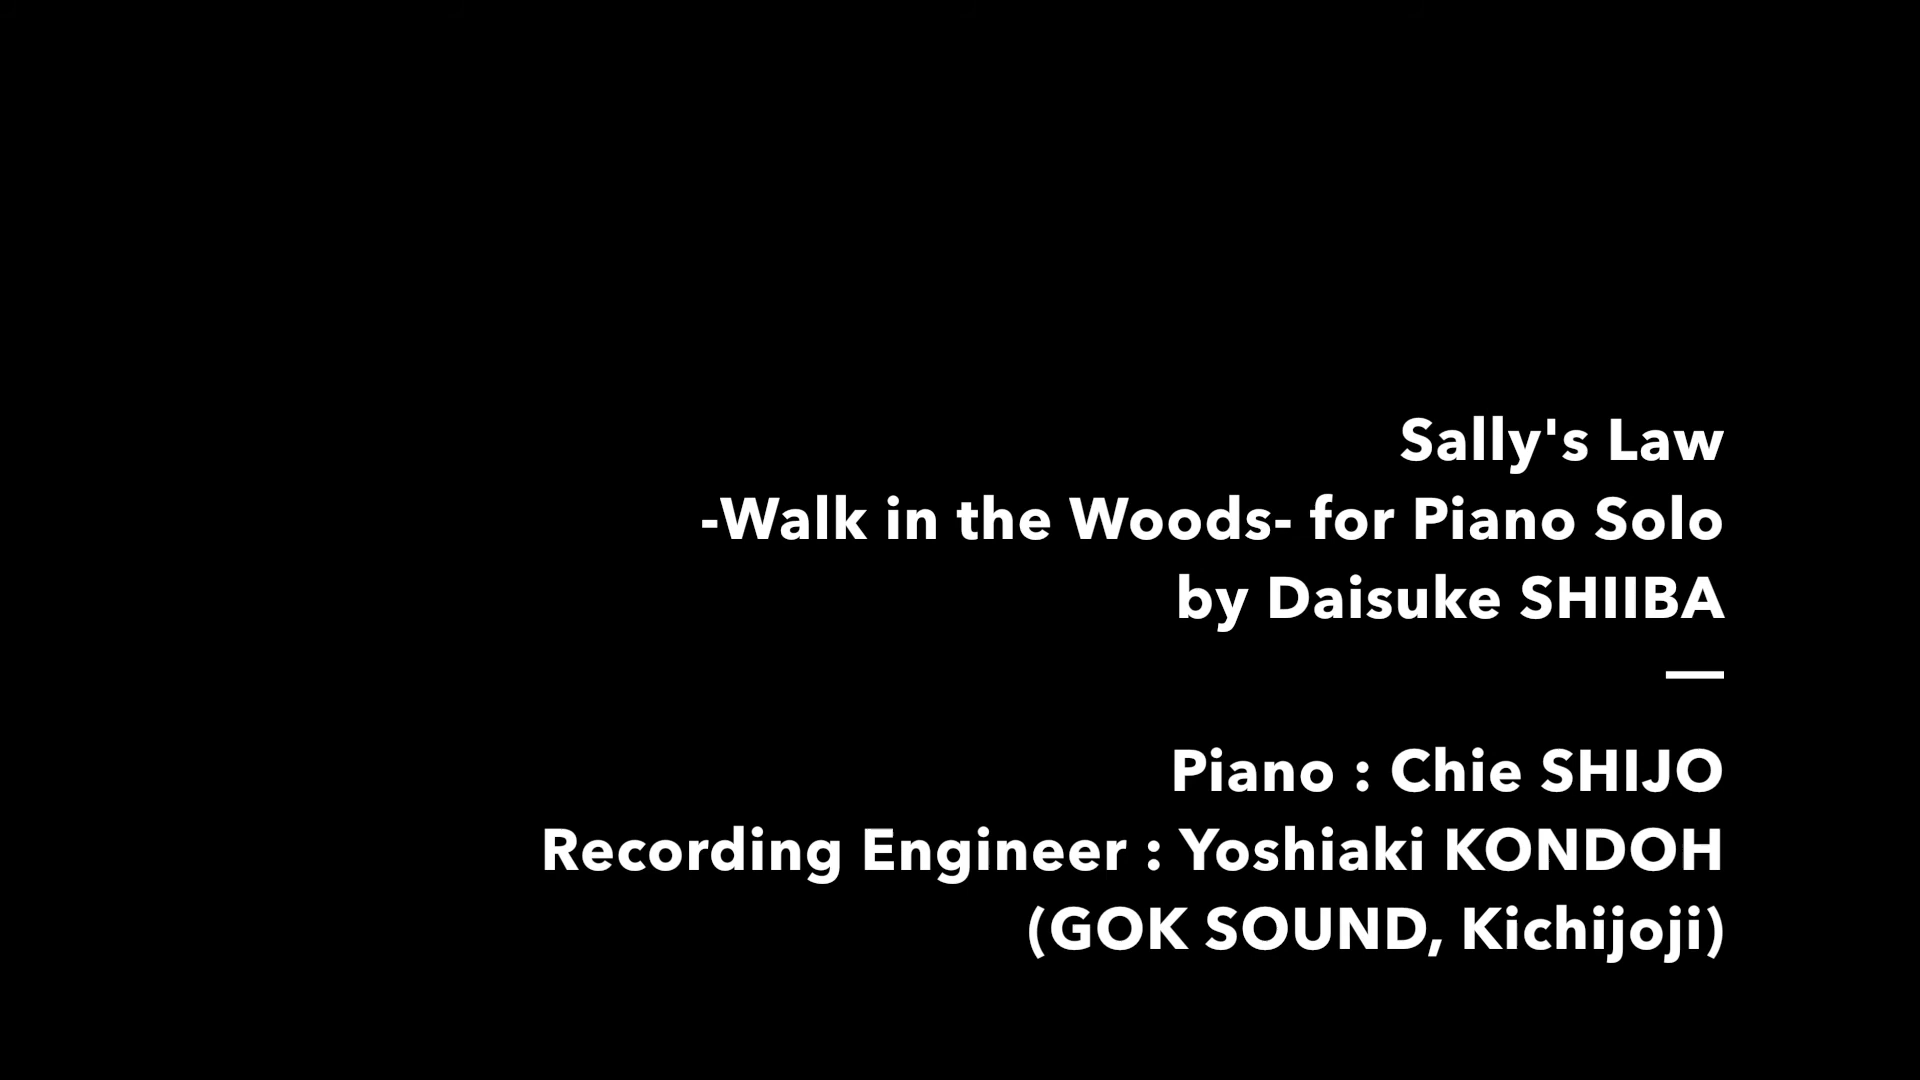 Sally's Law
-Walk in the Woods- for Piano Solo
by Daisuke SHIIBA
—
Piano : Chie SHIJO
Recording Engineer : Yoshiaki KONDOH
(GOK SOUND, Kichijoji)